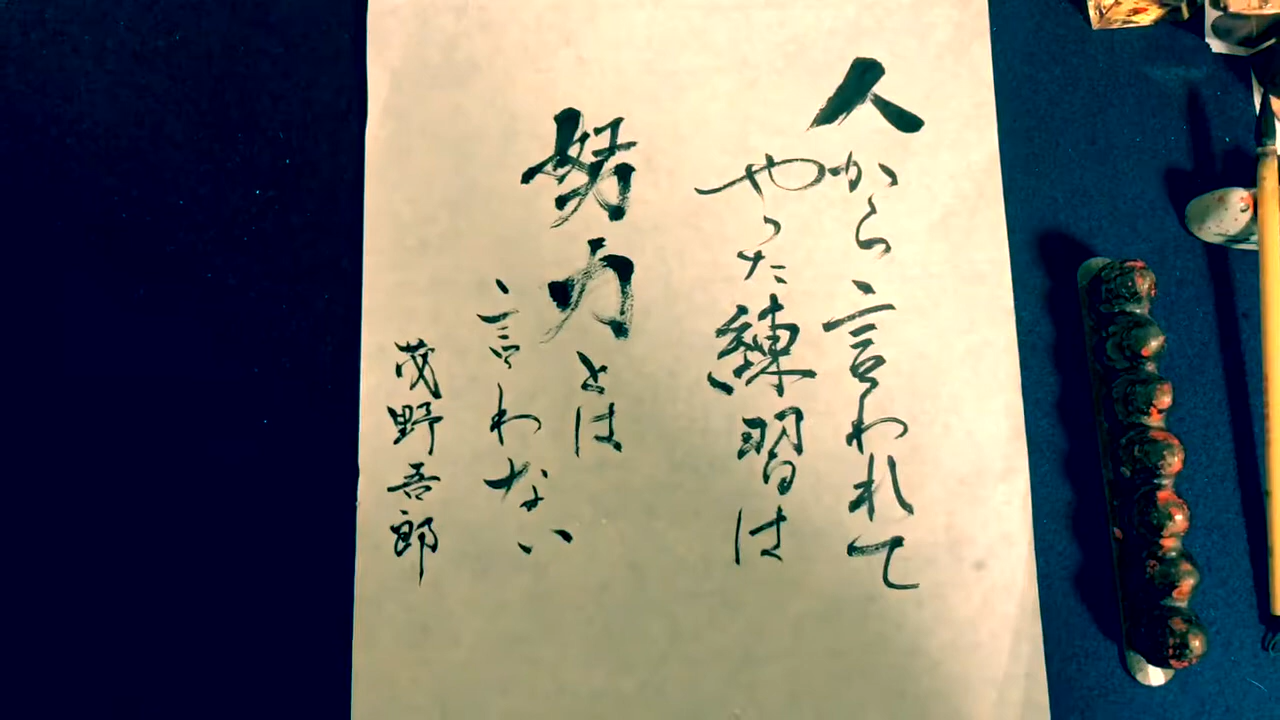 人から言われて
やった練習は
努力とは
言わない
茂野吾郎